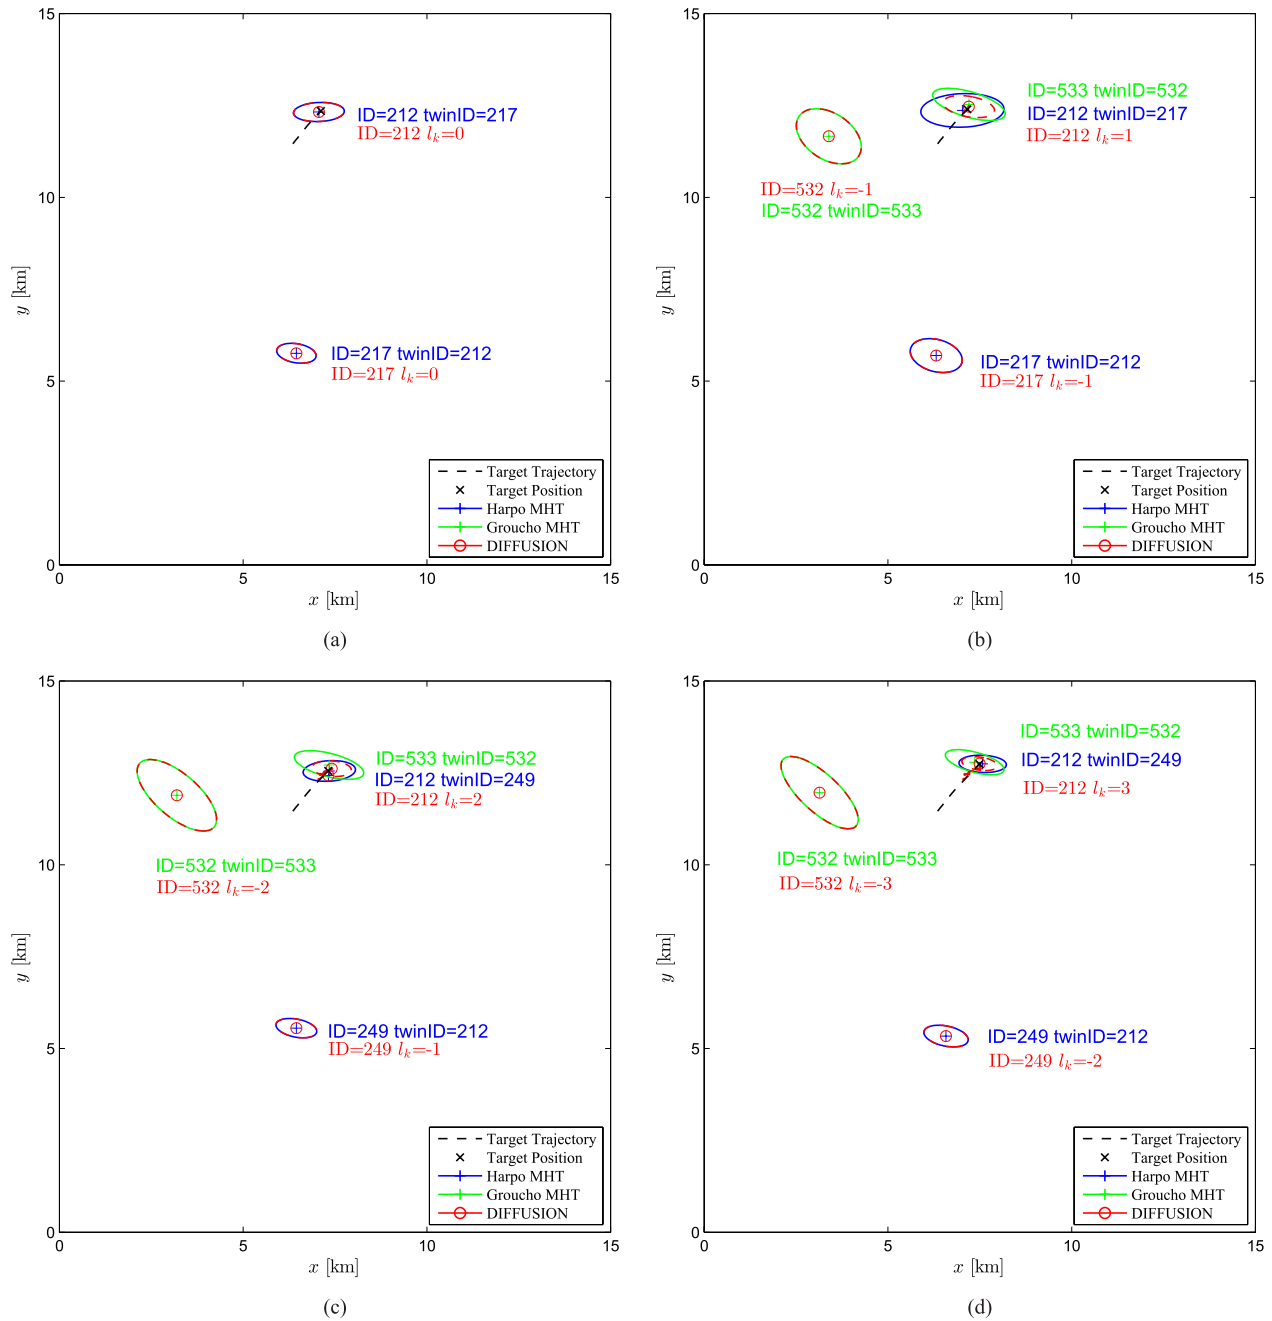 15
10
5
0
y [km]
ID=212 twinID=217
ID=212 l_k=0
ID=217 twinID=212
ID=217 l_k=0
Target Trajectory
Target Position
Harpo MHT
Groucho MHT
DIFFUSION
0 5 10 15
x [km]
(a)
15
10
5
0
y [km]
ID=533 twinID=532
ID=212 twinID=217
ID=212 l_k=1
ID=532 l_k=-1
ID=532 twinID=533
ID=217 twinID=212
ID=217 l_k=-1
Target Trajectory
Target Position
Harpo MHT
Groucho MHT
DIFFUSION
0 5 10 15
x [km]
(b)
15
10
5
0
y [km]
ID=533 twinID=532
ID=212 twinID=249
ID=212 l_k=2
ID=532 twinID=533
ID=532 l_k=-2
ID=249 twinID=212
ID=249 l_k=-1
Target Trajectory
Target Position
Harpo MHT
Groucho MHT
DIFFUSION
0 5 10 15
x [km]
(c)
15
10
5
0
y [km]
ID=533 twinID=532
ID=212 twinID=249
ID=212 l_k=3
ID=532 twinID=533
ID=532 l_k=-3
ID=249 twinID=212
ID=249 l_k=-2
Target Trajectory
Target Position
Harpo MHT
Groucho MHT
DIFFUSION
0 5 10 15
x [km]
(d)